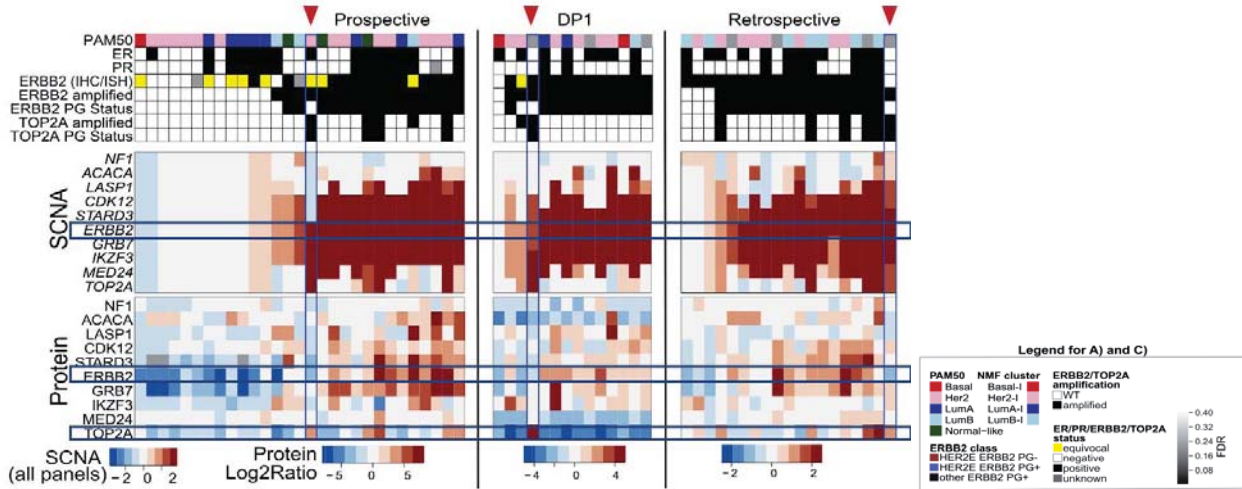 Prospective DP1 Retrospective
PAM50
ER
PR
ERBB2 (IHC/ISH)
ERBB2 amplified
ERBB2 PG Status
TOP2A amplified
TOP2A PG Status
SCNA
NF1
ACACA
LASP1
CDK12
STARD3
ERBB2
GRB7
IKZF3
MED24
TOP2A
Protein
NF1
ACACA
LASP1
CDK12
STARD3
ERBB2
GRB7
IKZF3
MED24
TOP2A
SCNA
(all panels)
−2 0 2
Protein
Log2Ratio
−5 0 5
−4 0 4
−2 0 2
Legend for A) and C)
PAM50 NMF cluster
Basal Basal-I
Her2 Her2-I
LumA LumA-I
LumB LumB-I
Normal-like
ERBB2 class
HER2E ERBB2 PG-
HER2E ERBB2 PG+
other ERBB2 PG+
ERBB2/TOP2A
amplification
WT
amplified
ER/PR/ERBB2/TOP2A
status
equivocal
negative
positive
unknown
0.40
0.24
0.16
0.08
FDR